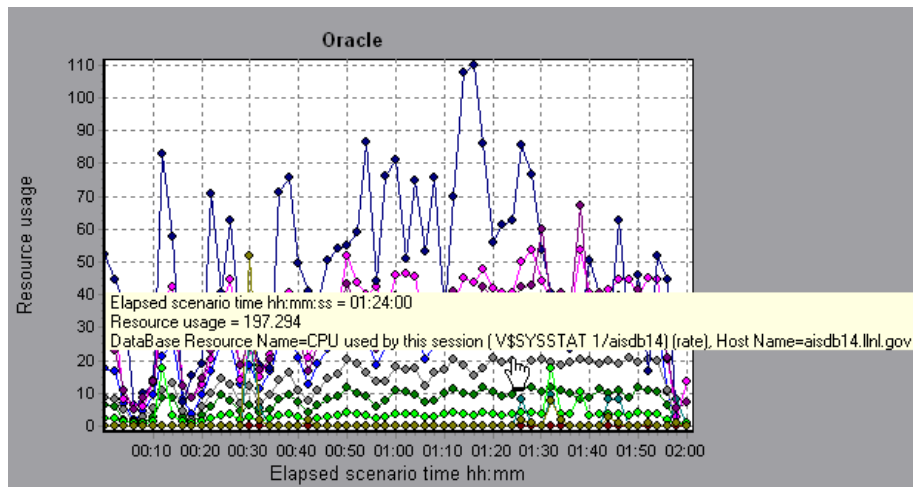 Oracle
110
100
90
80
70
60
50
40
30
20
10
0
Resource usage
Elapsed scenario time hh:mm:ss = 01:24:00
Resource usage = 197.294
DataBase Resource Name=CPU used by this session ( V$SYSSTAT 1/aisdb14) (rate), Host Name=aisdb14.llnl.gov
00:10 00:20 00:30 00:40 00:50 01:00 01:10 01:20 01:30 01:40 01:50 02:00
Elapsed scenario time hh:mm